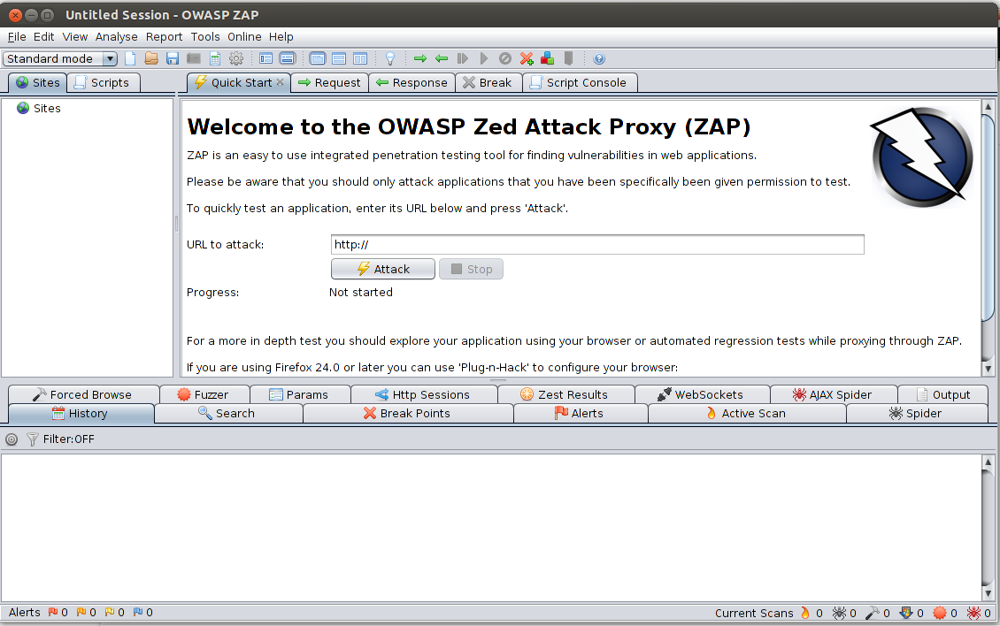 Untitled Session - OWASP ZAP
File Edit View Analyse Report Tools Online Help
Standard mode
Sites Scripts
Quick Start Request Response Break Script Console
Sites
Welcome to the OWASP Zed Attack Proxy (ZAP)
ZAP is an easy to use integrated penetration testing tool for finding vulnerabilities in web applications.
Please be aware that you should only attack applications that you have been specifically been given permission to test.
To quickly test an application, enter its URL below and press 'Attack'.
URL to attack: http://
Attack Stop
Progress: Not started
For a more in depth test you should explore your application using your browser or automated regression tests while proxying through ZAP.
If you are using Firefox 24.0 or later you can use 'Plug-n-Hack' to configure your browser:
Forced Browse Fuzzer Params Http Sessions Zest Results WebSockets AJAX Spider Output
History Search Break Points Alerts Active Scan Spider
Filter:OFF
Alerts 0 0 0 0 Current Scans 0 0 0 0 0 0